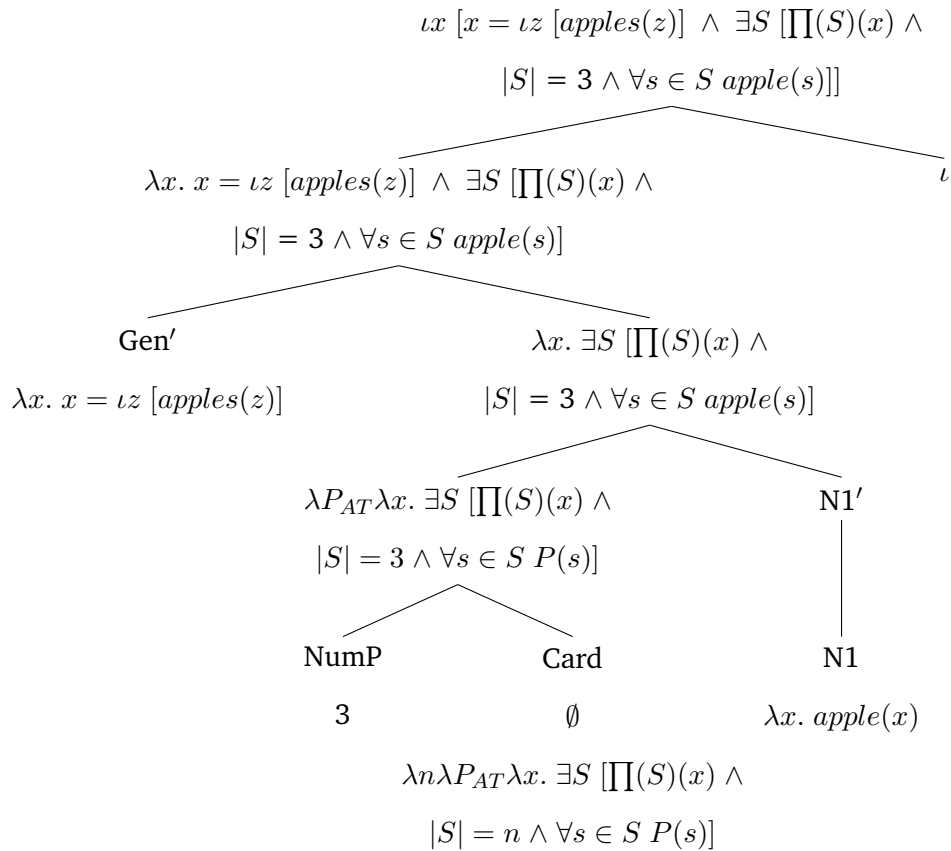 ιx [x = ιz [apples(z)] ∧ ∃S [∏(S)(x) ∧
|S| = 3 ∧ ∀s ∈ S apple(s)]]
λx. x = ιz [apples(z)] ∧ ∃S [∏(S)(x) ∧
|S| = 3 ∧ ∀s ∈ S apple(s)]
ι
Gen′
λx. x = ιz [apples(z)]
λx. ∃S [∏(S)(x) ∧
|S| = 3 ∧ ∀s ∈ S apple(s)]
λP_AT λx. ∃S [∏(S)(x) ∧
|S| = 3 ∧ ∀s ∈ S P(s)]
N1′
NumP
3
Card
∅
λnλP_AT λx. ∃S [∏(S)(x) ∧
|S| = n ∧ ∀s ∈ S P(s)]
N1
λx. apple(x)